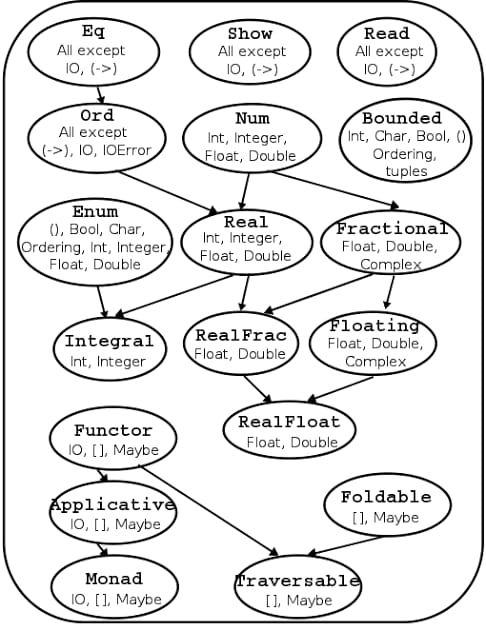 Eq
All except
IO, (->)
Show
All except
IO, (->)
Read
All except
IO, (->)
Ord
All except
(->), IO, IOError
Num
Int, Integer,
Float, Double
Bounded
Int, Char, Bool, ()
Ordering,
tuples
Enum
(), Bool, Char,
Ordering, Int, Integer,
Float, Double
Real
Int, Integer,
Float, Double
Fractional
Float, Double,
Complex
Integral
Int, Integer
RealFrac
Float, Double
Floating
Float, Double,
Complex
RealFloat
Float, Double
Functor
IO, [], Maybe
Applicative
IO, [], Maybe
Foldable
[], Maybe
Monad
IO, [], Maybe
Traversable
[], Maybe